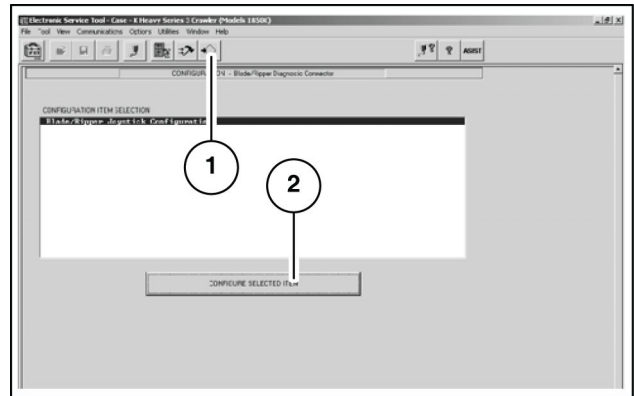 Electronic Service Tool - Case - K Heavy Series 3 Crawler (Models 1850K)
File Tool View Communications Options Utilities Window Help
ASIST
CONFIGURATION - Blade/Ripper Diagnostic Connector
CONFIGURATION ITEM SELECTION
Blade/Ripper Joystick Configuration
1
2
CONFIGURE SELECTED ITEM